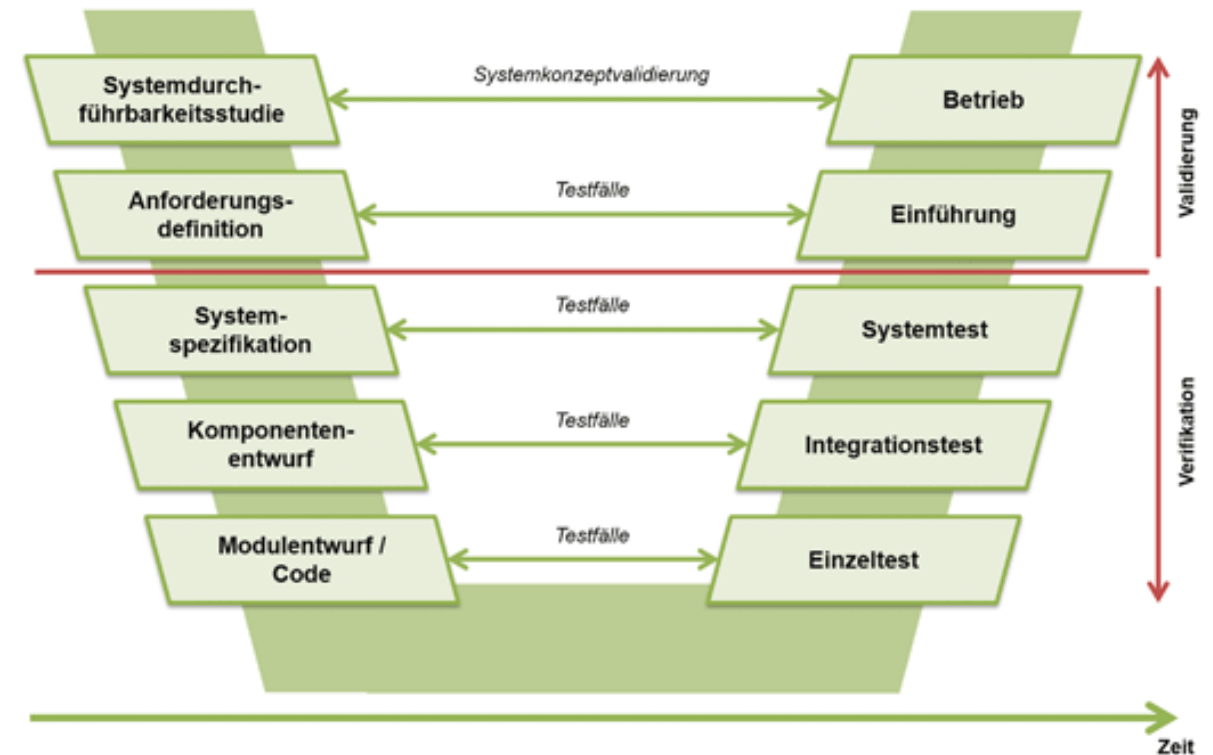 Systemdurch-
führbarkeitsstudie
Systemkonzeptvalidierung
Betrieb
Anforderungs-
definition
Testfälle
Einführung
Validierung
System-
spezifikation
Testfälle
Systemtest
Komponenten-
entwurf
Testfälle
Integrationstest
Verifikation
Modulentwurf /
Code
Testfälle
Einzeltest
Zeit